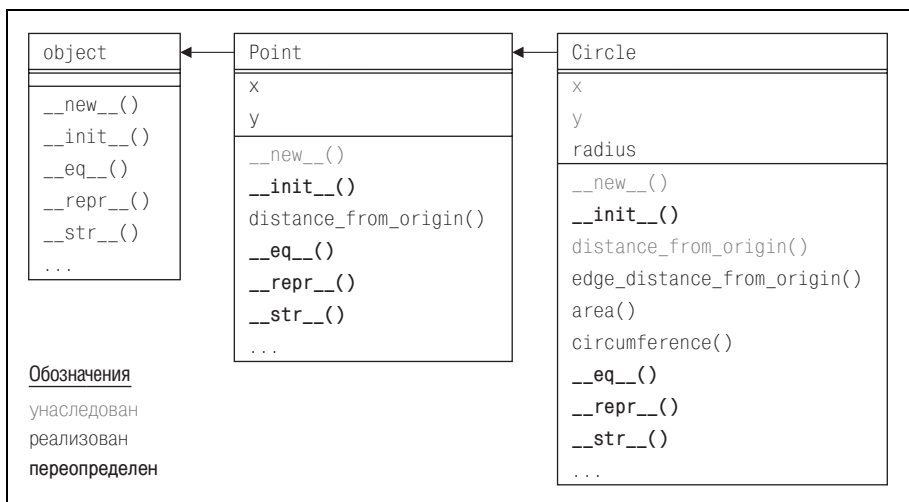 object
__new__()
__init__()
__eq__()
__repr__()
__str__()
...
Point
x
y
__new__()
__init__()
distance_from_origin()
__eq__()
__repr__()
__str__()
...
Circle
x
y
radius
__new__()
__init__()
distance_from_origin()
edge_distance_from_origin()
area()
circumference()
__eq__()
__repr__()
__str__()
...
Обозначения
унаследован
реализован
переопределен